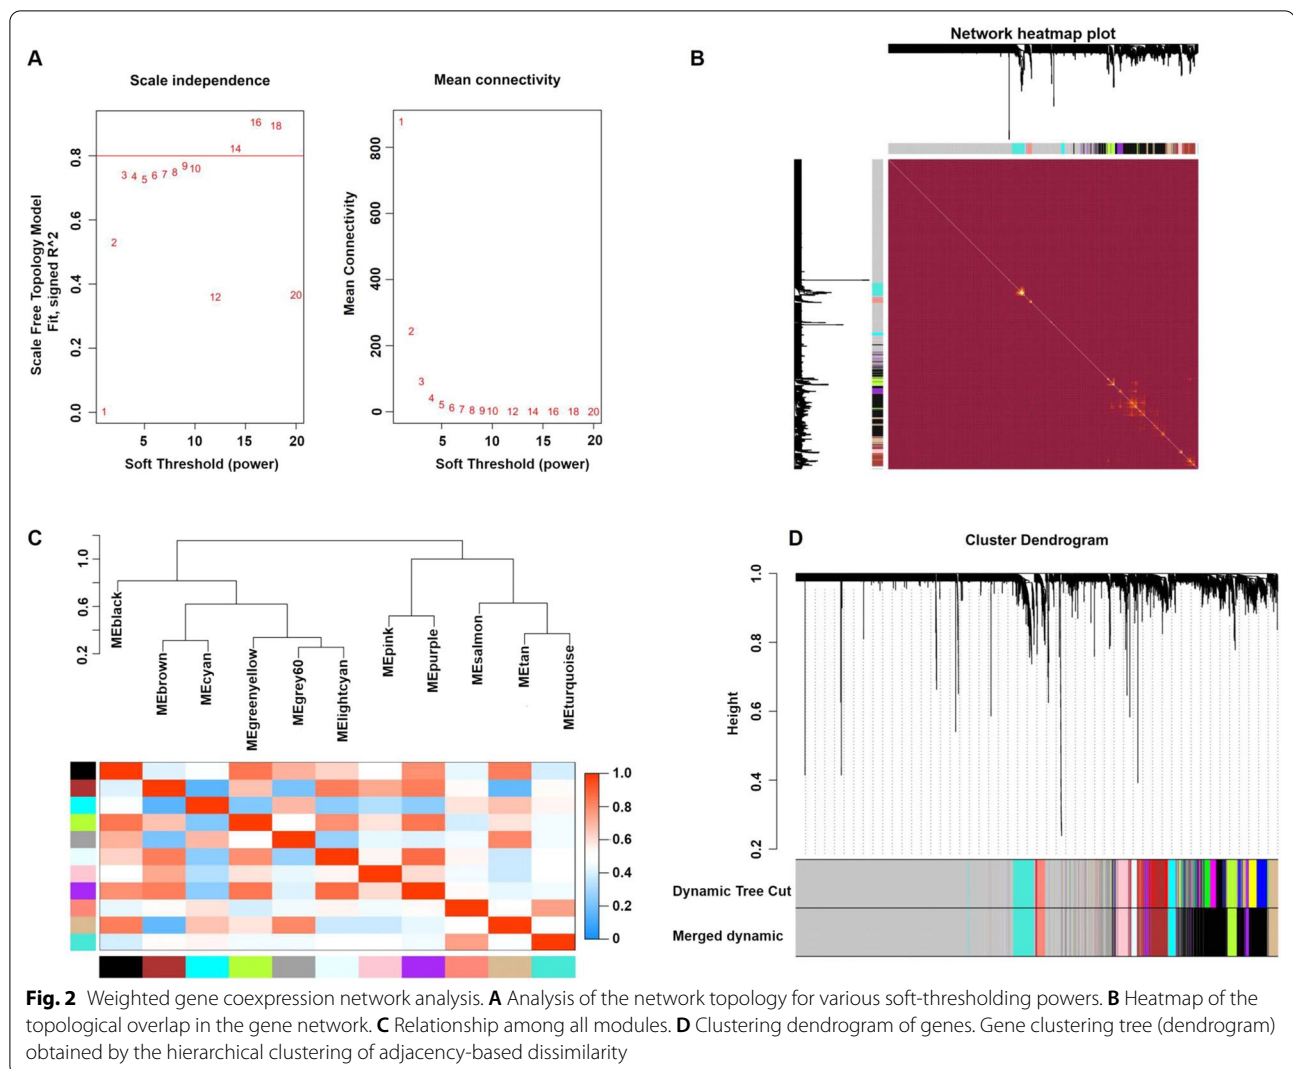 A
Scale independence
Mean connectivity
Scale Free Topology Model
Fit, signed R^2
0.0
0.2
0.4
0.6
0.8
1
2
3
4
5
6
7
8
9
10
12
14
16
18
20
5
10
15
20
Soft Threshold (power)
Mean Connectivity
0
200
400
600
800
1
2
3
4
5
6
7
8
9
10
12
14
16
18
20
5
10
15
20
Soft Threshold (power)
B
Network heatmap plot
C
0.2
0.6
1.0
MEblack
MEbrown
MEcyan
MEgreenyellow
MEgrey60
MElightcyan
MEpink
MEpurple
MEsalmon
MEtan
MEturquoise
1.0
0.8
0.6
0.4
0.2
0
D
Cluster Dendrogram
Height
1.0
0.8
0.6
0.4
0.2
Dynamic Tree Cut
Merged dynamic
Fig. 2 Weighted gene coexpression network analysis. A Analysis of the network topology for various soft-thresholding powers. B Heatmap of the
topological overlap in the gene network. C Relationship among all modules. D Clustering dendrogram of genes. Gene clustering tree (dendrogram)
obtained by the hierarchical clustering of adjacency-based dissimilarity